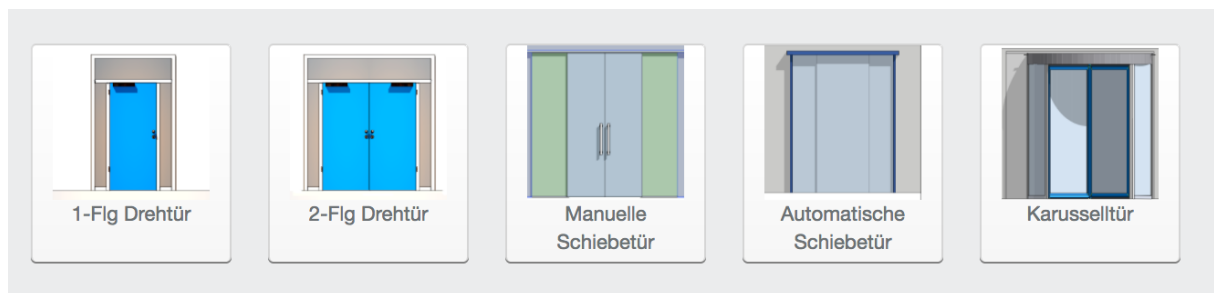 1-Flg Drehtür
2-Flg Drehtür
Manuelle
Schiebetür
Automatische
Schiebetür
Karusselltür